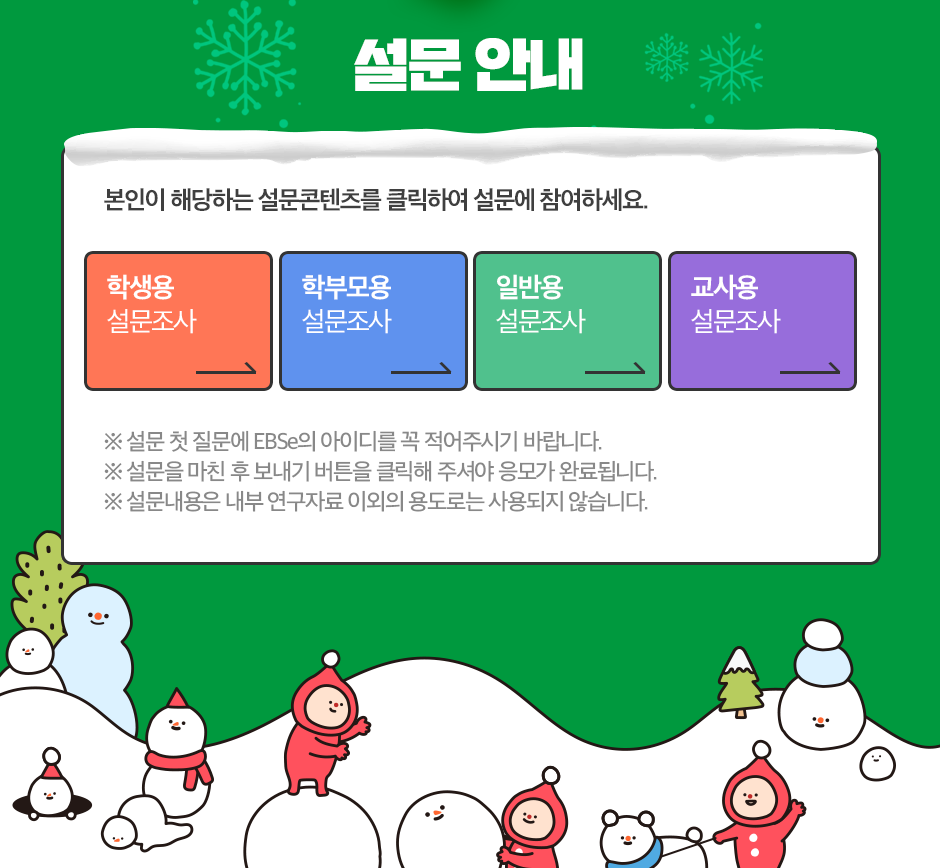 설문 안내
본인이 해당하는 설문콘텐츠를 클릭하여 설문에 참여하세요.
학생용
설문조사
학부모용
설문조사
일반용
설문조사
교사용
설문조사
※ 설문 첫 질문에 EBSe의 아이디를 꼭 적어주시기 바랍니다.
※ 설문을 마친 후 보내기 버튼을 클릭해 주셔야 응모가 완료됩니다.
※ 설문내용은 내부 연구자료 이외의 용도로는 사용되지 않습니다.